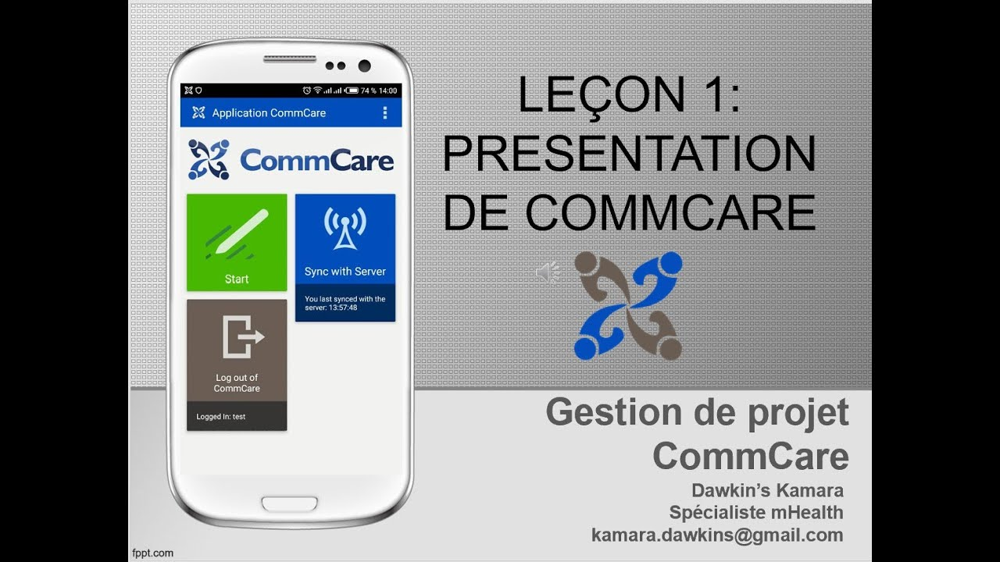 74 % 14:00
Application CommCare
CommCare
Start
Sync with Server
You last synced with the
server: 13:57:48
Log out of
CommCare
Logged In: test
LEÇON 1:
PRESENTATION
DE COMMCARE
Gestion de projet
CommCare
Dawkin’s Kamara
Spécialiste mHealth
kamara.dawkins@gmail.com
fppt.com